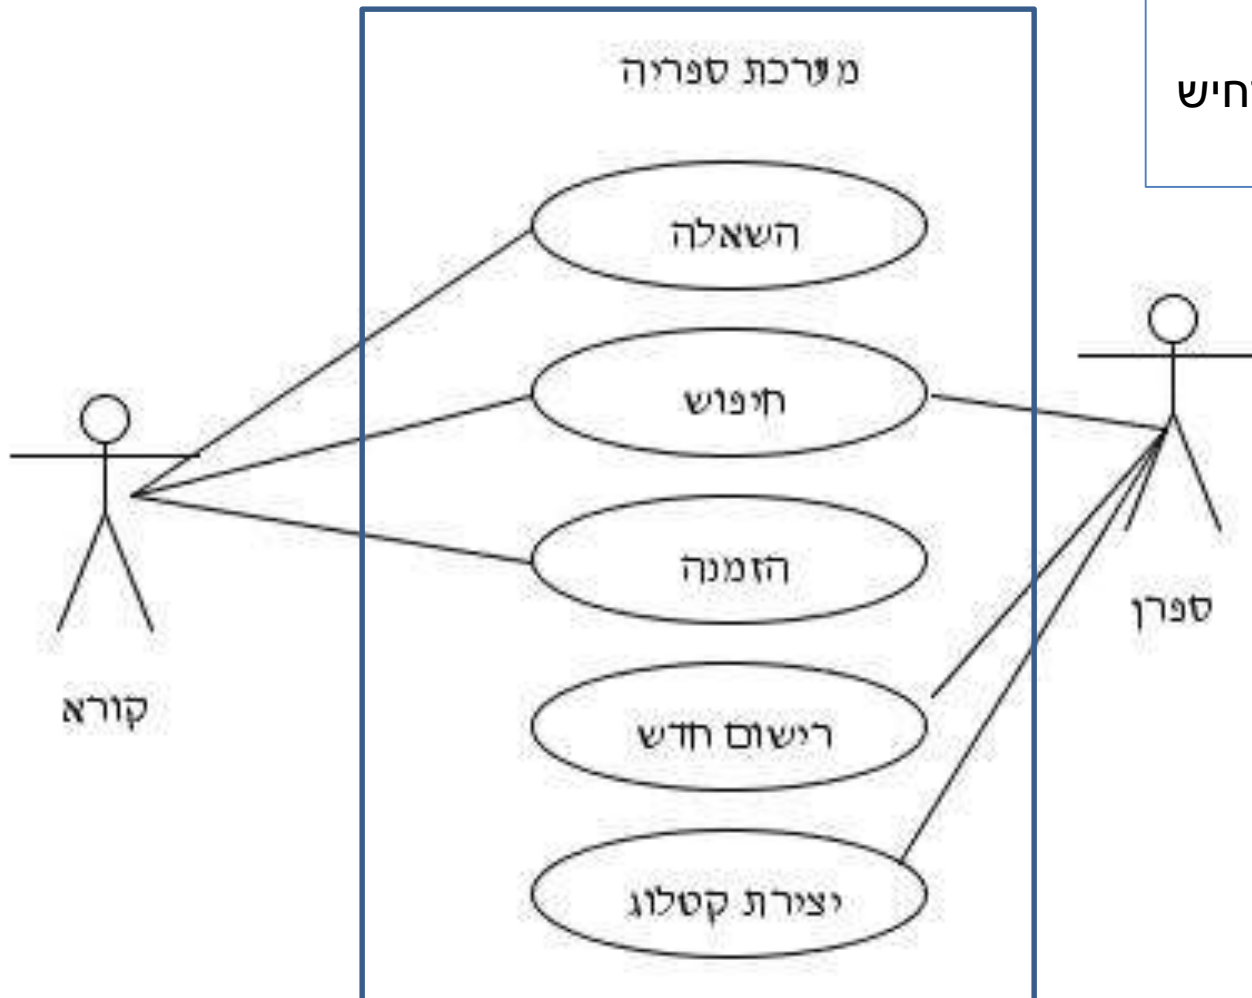 מערכת ספריה
השאלה
חיפוש
הזמנה
רישום חדש
יצירת קטלוג
קורא
ספרן